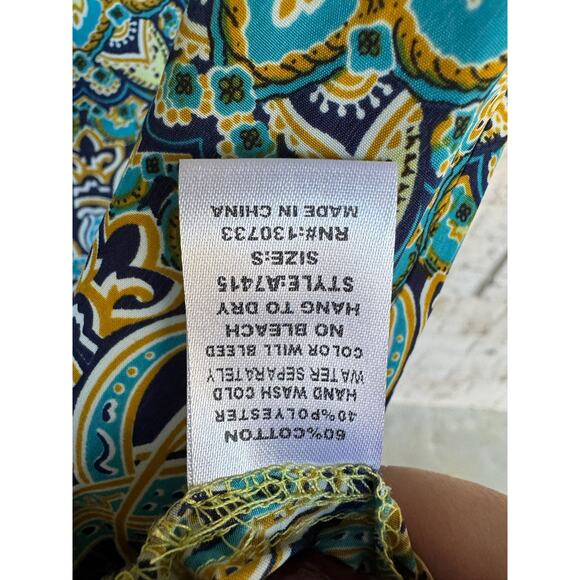 60%COTTON
40%POLYESTER
HAND WASH COLD
WATER SEPARATELY
COLOR WILL BLEED
NO BLEACH
HANG TO DRY
STYLE:A7415
SIZE:S
RN#:130733
MADE IN CHINA